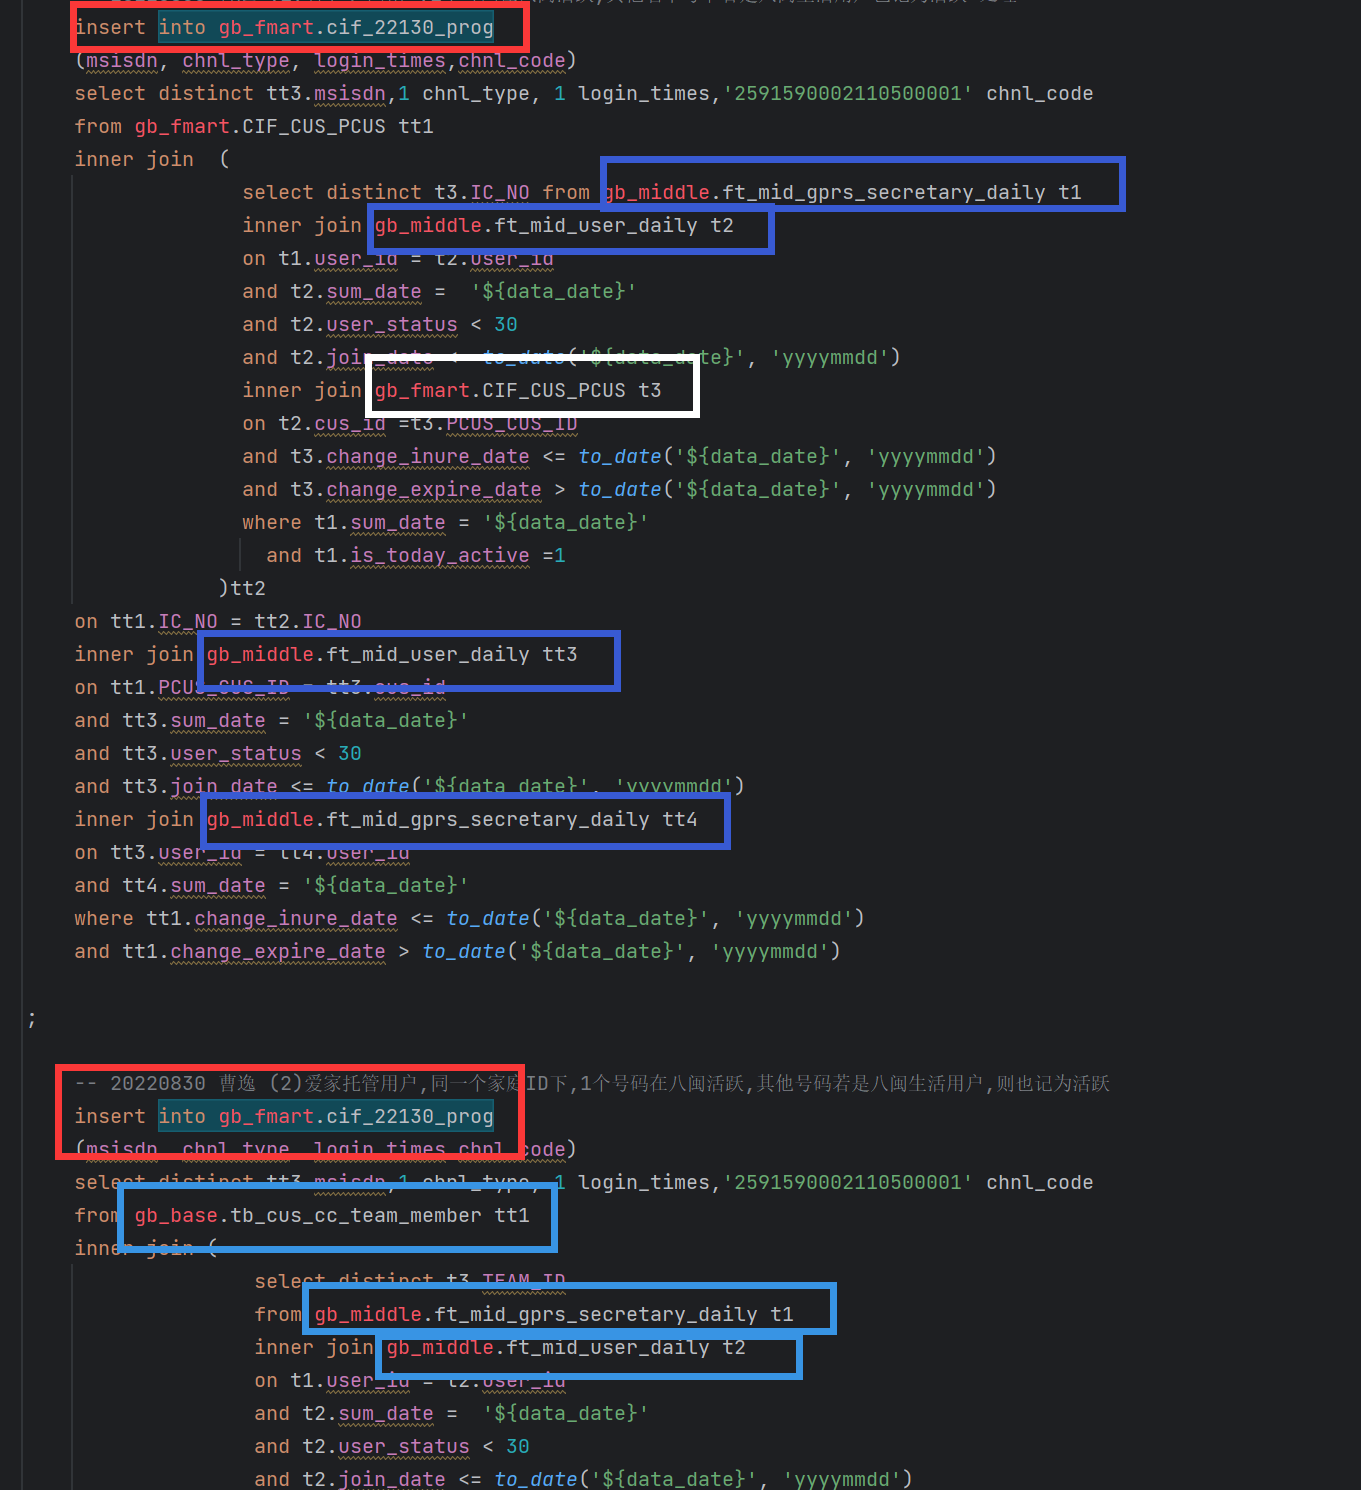 insert into gb_fmart.cif_22130_prog
(msisdn, chnl_type, login_times,chnl_code)
select distinct tt3.msisdn,1 chnl_type, 1 login_times,'2591590002110500001' chnl_code
from gb_fmart.CIF_CUS_PCUS tt1
inner join  (
select distinct t3.IC_NO from gb_middle.ft_mid_gprs_secretary_daily t1
inner join gb_middle.ft_mid_user_daily t2
on t1.user_id = t2.user_id
and t2.sum_date =  '${data_date}'
and t2.user_status < 30
and t2.join_date <= to_date('${data_date}', 'yyyymmdd')
inner join gb_fmart.CIF_CUS_PCUS t3
on t2.cus_id =t3.PCUS_CUS_ID
and t3.change_inure_date <= to_date('${data_date}', 'yyyymmdd')
and t3.change_expire_date > to_date('${data_date}', 'yyyymmdd')
where t1.sum_date = '${data_date}'
and t1.is_today_active =1
)tt2
on tt1.IC_NO = tt2.IC_NO
inner join gb_middle.ft_mid_user_daily tt3
on tt1.PCUS_CUS_ID = tt3.cus_id
and tt3.sum_date = '${data_date}'
and tt3.user_status < 30
and tt3.join_date <= to_date('${data_date}', 'yyyymmdd')
inner join gb_middle.ft_mid_gprs_secretary_daily tt4
on tt3.user_id = tt4.user_id
and tt4.sum_date = '${data_date}'
where tt1.change_inure_date <= to_date('${data_date}', 'yyyymmdd')
and tt1.change_expire_date > to_date('${data_date}', 'yyyymmdd')
;
-- 20220830 曹逸 (2)爱家托管用户,同一个家庭ID下,1个号码在八闽活跃,其他号码若是八闽生活用户,则也记为活跃
insert into gb_fmart.cif_22130_prog
(msisdn, chnl_type, login_times,chnl_code)
select distinct tt3.msisdn,1 chnl_type, 1 login_times,'2591590002110500001' chnl_code
from gb_base.tb_cus_cc_team_member tt1
inner join (
select distinct t3.TEAM_ID
from gb_middle.ft_mid_gprs_secretary_daily t1
inner join gb_middle.ft_mid_user_daily t2
on t1.user_id = t2.user_id
and t2.sum_date =  '${data_date}'
and t2.user_status < 30
and t2.join_date <= to_date('${data_date}', 'yyyymmdd')